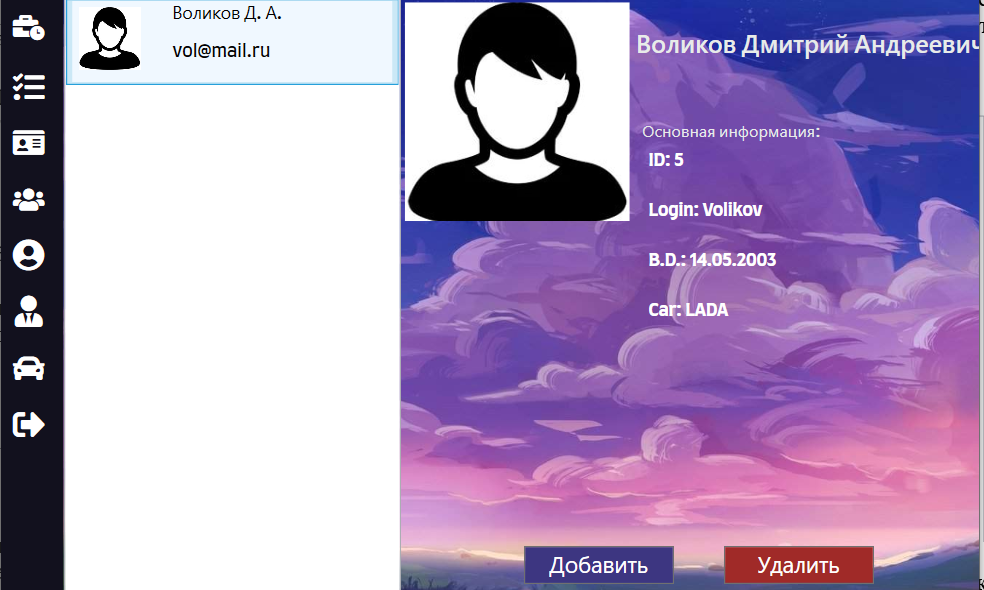 Воликов Д. А.
vol@mail.ru
Воликов Дмитрий Андреевич
Основная информация:
ID: 5
Login: Volikov
B.D.: 14.05.2003
Car: LADA
Добавить
Удалить